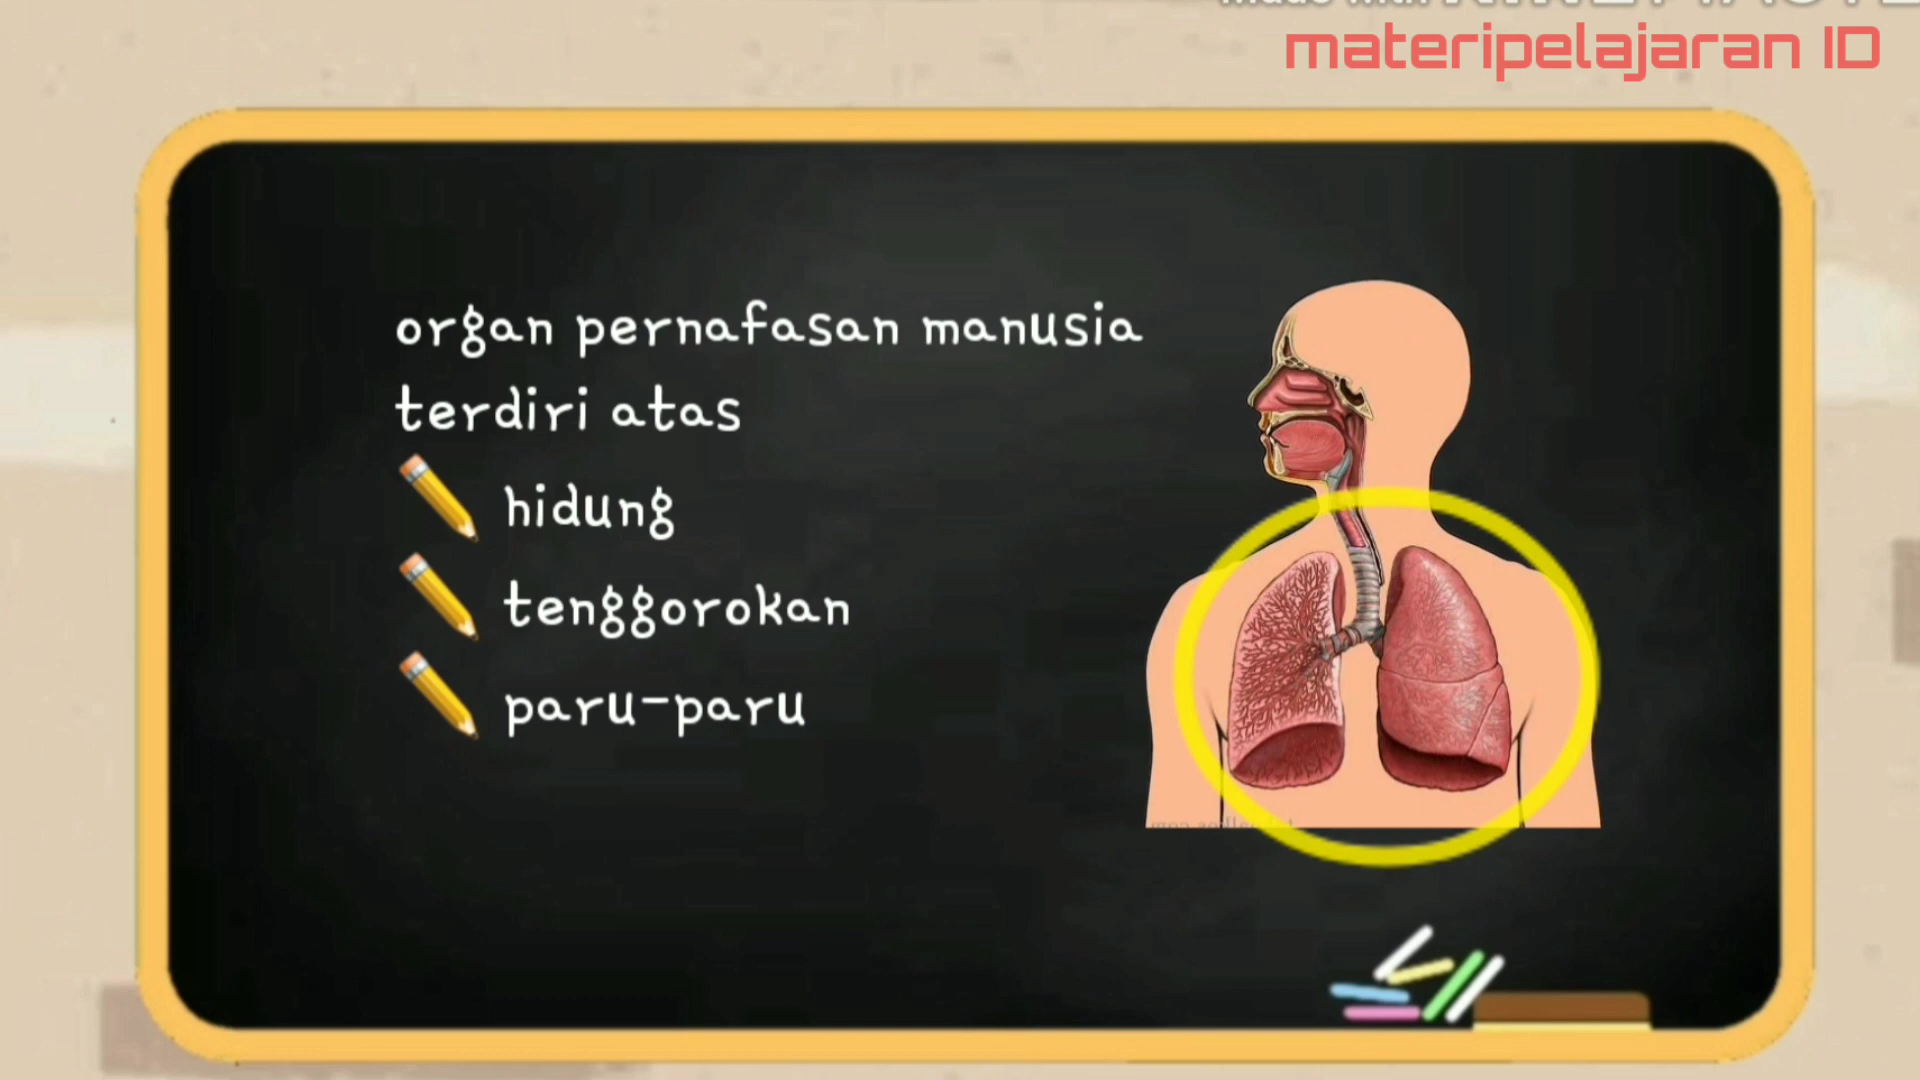 materipelajaran ID
organ pernafasan manusia
terdiri atas
hidung
tenggorokan
paru-paru